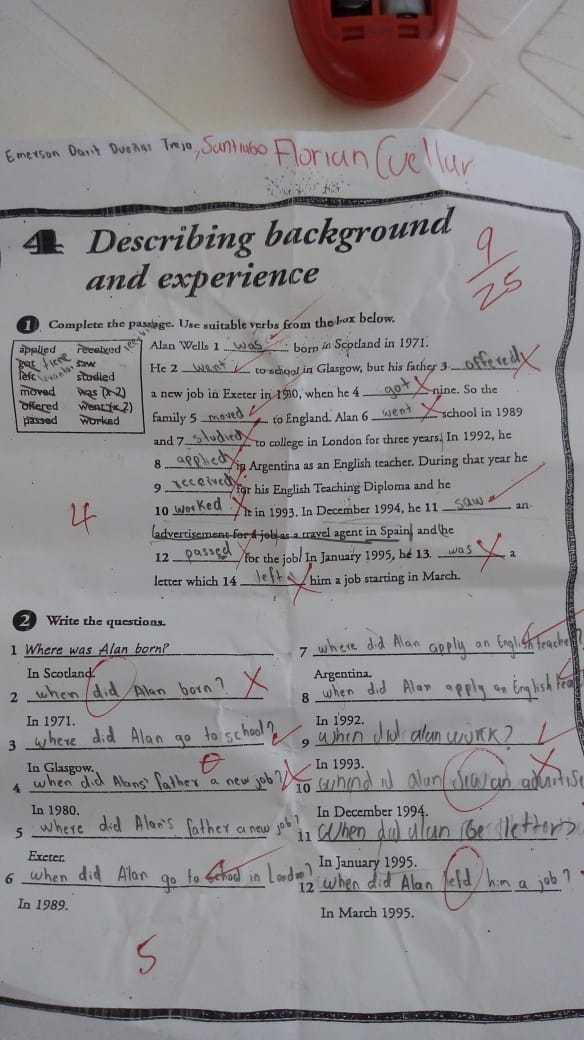 Emerson Darit Dueñas Trejo, Santiago Florian Cuellar
4 Describing background
and experience
9/25
1 Complete the passage. Use suitable verbs from the box below.
applied received
got
left studied
moved was (x 2)
offered went (x 2)
passed worked
saw
Alan Wells 1 was born in Scotland in 1971.
He 2 went to school in Glasgow, but his father 3 offered
a new job in Exeter in 1980, when he 4 got nine. So the
family 5 moved to England. Alan 6 went school in 1989
and 7 studied to college in London for three years. In 1992, he
8 applied in Argentina as an English teacher. During that year he
9 received for his English Teaching Diploma and he
10 worked it in 1993. In December 1994, he 11 saw an
advertisement for a job as a travel agent in Spain and he
12 passed for the job. In January 1995, he 13 was a
letter which 14 left him a job starting in March.
4
2 Write the questions.
1 Where was Alan born?
In Scotland.
2 when did Alan born?
In 1971.
3 where did Alan go to school?
In Glasgow.
4 when did Alans' father a new job?
In 1980.
5 where did Alan's father a new job?
Exeter.
6 when did Alan go to school in London?
In 1989.
7 where did Alan apply an English teacher?
Argentina.
8 when did Alan apply an English tea
In 1992.
9 when did alan work?
In 1993.
10 alan an
In December 1994.
11 When did alan letter?
In January 1995.
12 when did Alan lefd him a job?
In March 1995.
5